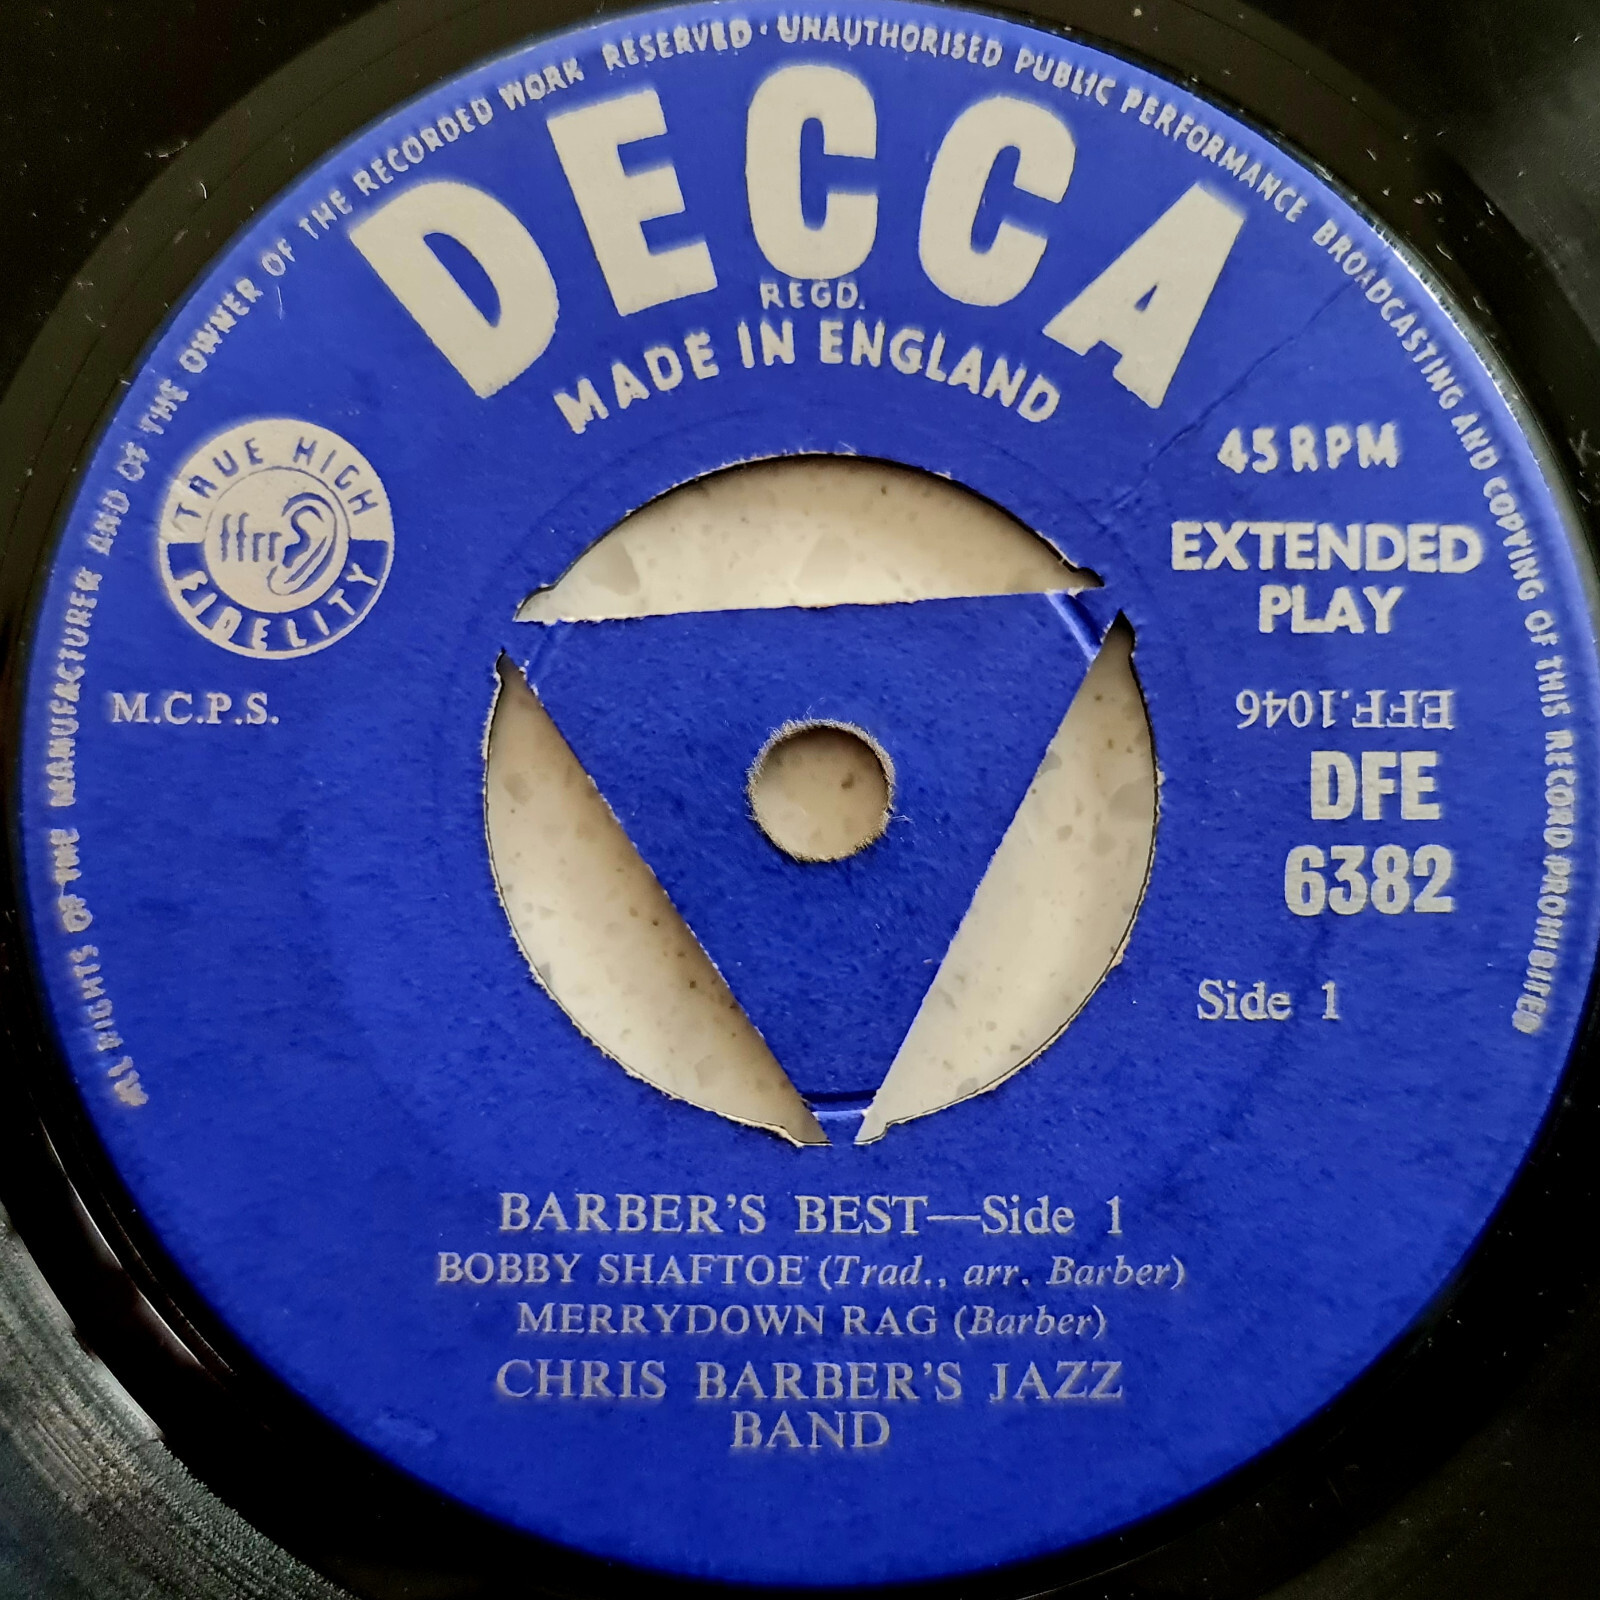 ALL RIGHTS OF THE MANUFACTURER AND OF THE OWNER OF THE RECORDED WORK RESERVED · UNAUTHORISED PUBLIC PERFORMANCE BROADCASTING AND COPYING OF THIS RECORD PROHIBITED
DECCA
REGD.
MADE IN ENGLAND
TRUE HIGH
ffrr
FIDELITY
45 RPM
EXTENDED
PLAY
M.C.P.S.
EFF.1046
DFE
6382
Side 1
BARBER'S BEST—Side 1
BOBBY SHAFTOE (Trad., arr. Barber)
MERRYDOWN RAG (Barber)
CHRIS BARBER'S JAZZ
BAND